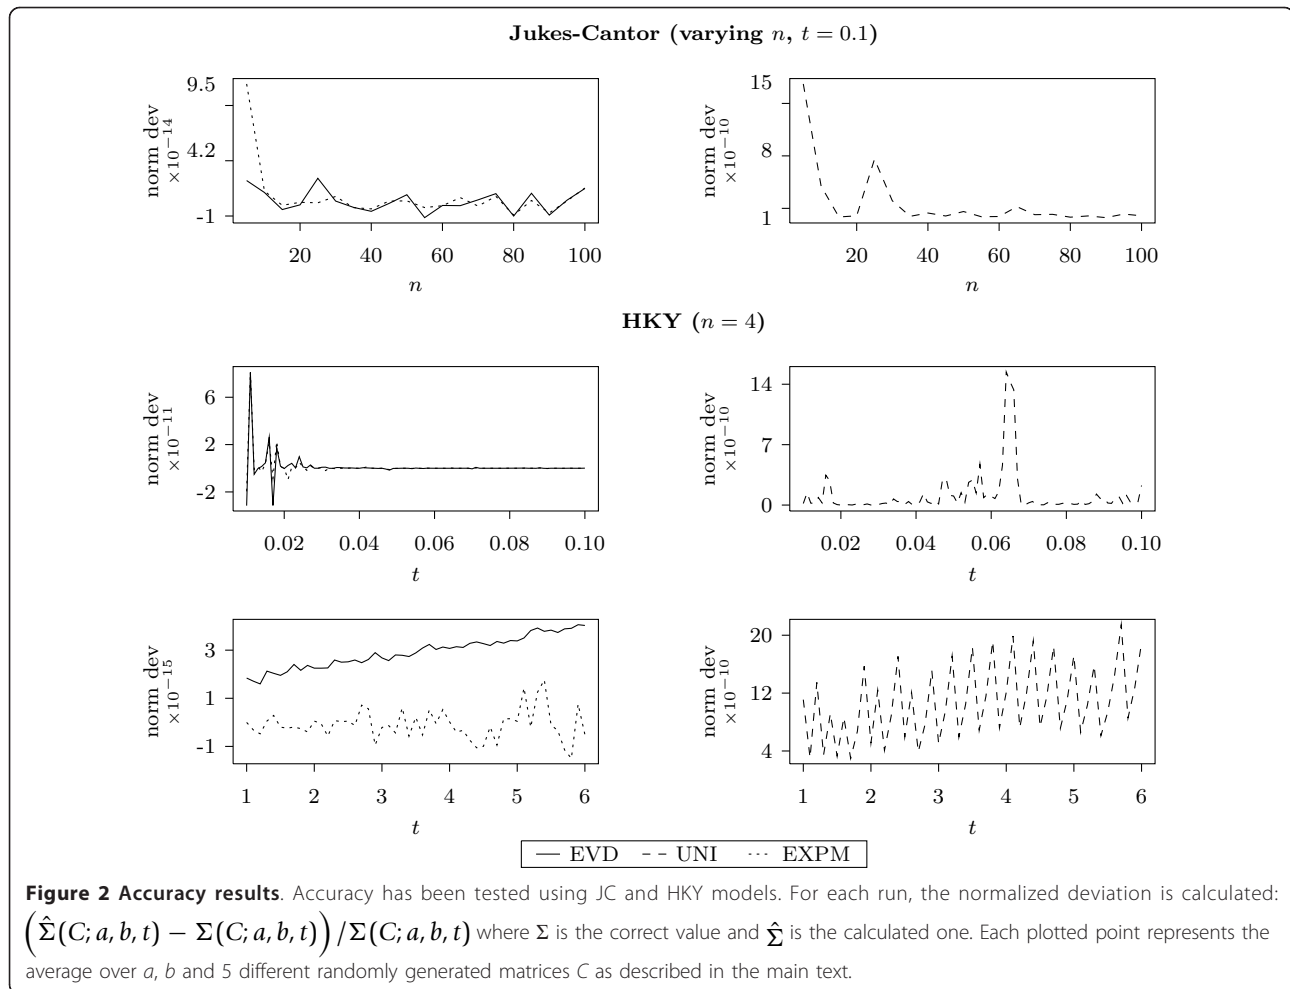 Jukes-Cantor (varying n, t = 0.1)
norm dev
×10⁻¹⁴
9.5
4.2
-1
20 40 60 80 100
n
norm dev
×10⁻¹⁰
15
8
1
20 40 60 80 100
n
HKY (n = 4)
norm dev
×10⁻¹¹
6
2
-2
0.02 0.04 0.06 0.08 0.10
t
norm dev
×10⁻¹⁰
14
7
0
0.02 0.04 0.06 0.08 0.10
t
norm dev
×10⁻¹⁵
3
1
-1
1 2 3 4 5 6
t
norm dev
×10⁻¹⁰
20
12
4
1 2 3 4 5 6
t
EVD UNI EXPM
Figure 2 Accuracy results. Accuracy has been tested using JC and HKY models. For each run, the normalized deviation is calculated:
(Σ̂(C; a, b, t) − Σ(C; a, b, t)) /Σ(C; a, b, t) where Σ is the correct value and Σ̂ is the calculated one. Each plotted point represents the
average over a, b and 5 different randomly generated matrices C as described in the main text.